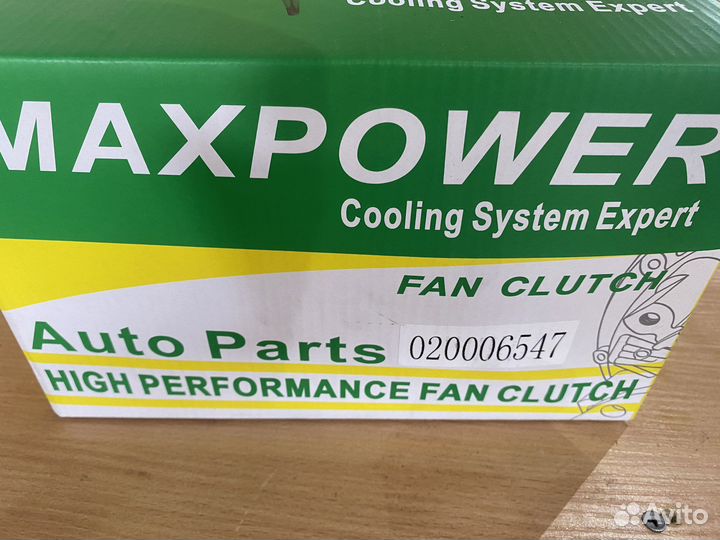 Cooling System Expert
MAXPOWER
Cooling System Expert
FAN CLUTCH
Auto Parts 020006547
HIGH PERFORMANCE FAN CLUTCH
Avito